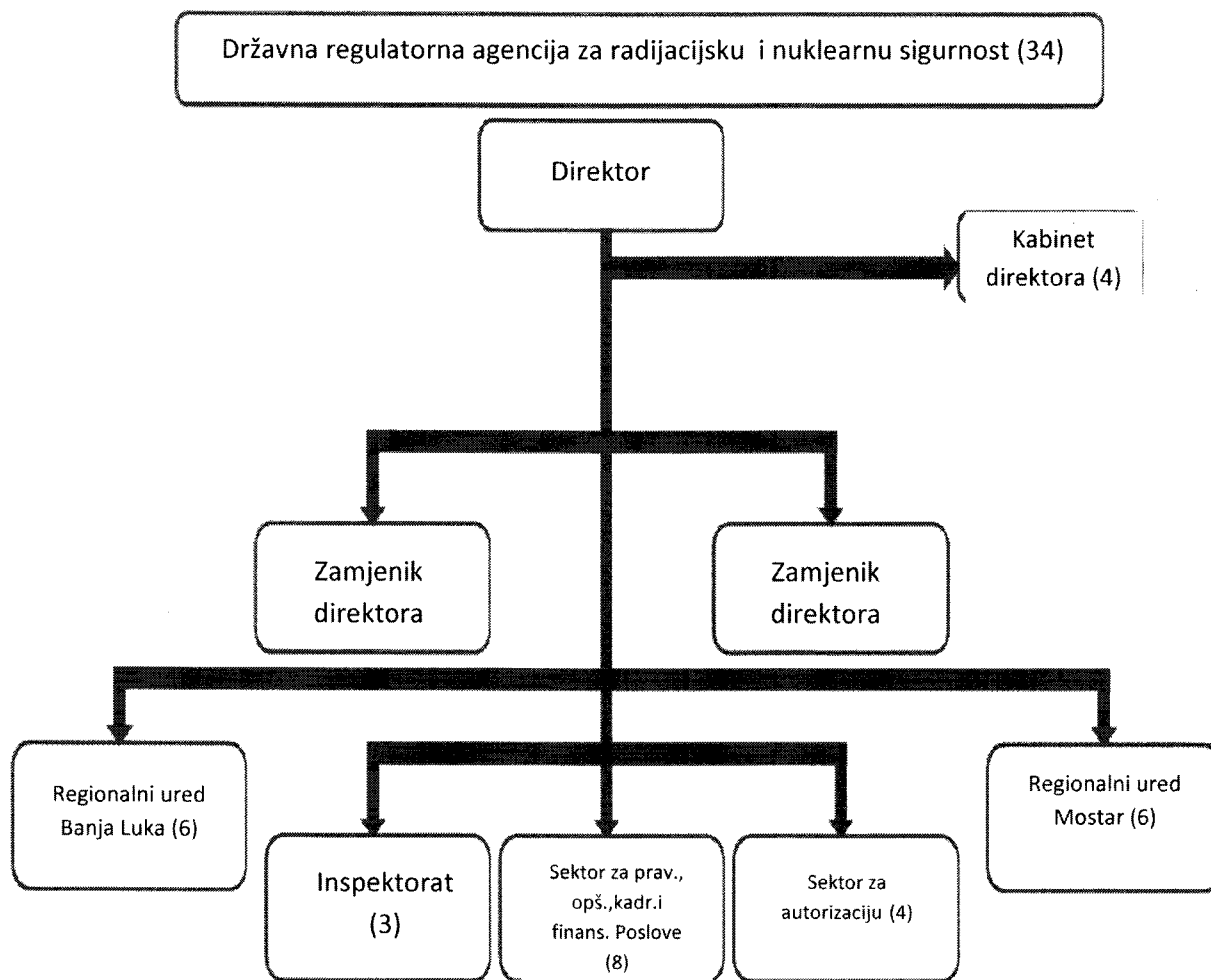 Državna regulatorna agencija za radijacijsku i nuklearnu sigurnost (34)
Direktor
Kabinet
direktora (4)
Zamjenik
direktora
Zamjenik
direktora
Regionalni ured
Banja Luka (6)
Inspektorat
(3)
Sektor za prav.,
opš.,kadr.i
finans. Poslove
(8)
Sektor za
autorizaciju (4)
Regionalni ured
Mostar (6)